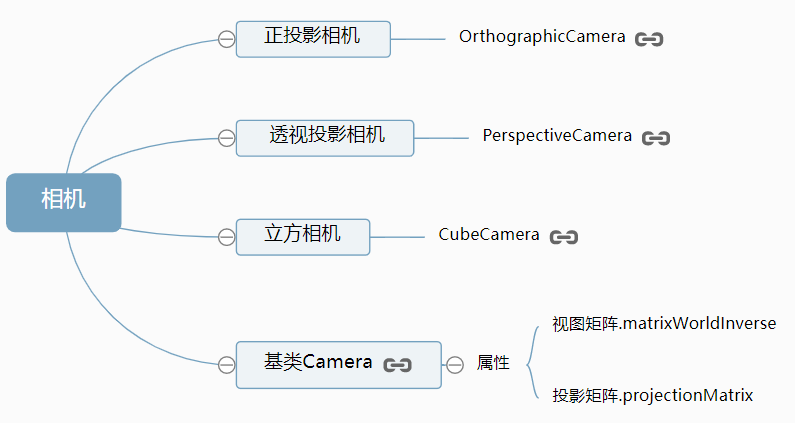 正投影相机
OrthographicCamera
透视投影相机
PerspectiveCamera
相机
立方相机
CubeCamera
基类Camera
属性
视图矩阵.matrixWorldInverse
投影矩阵.projectionMatrix